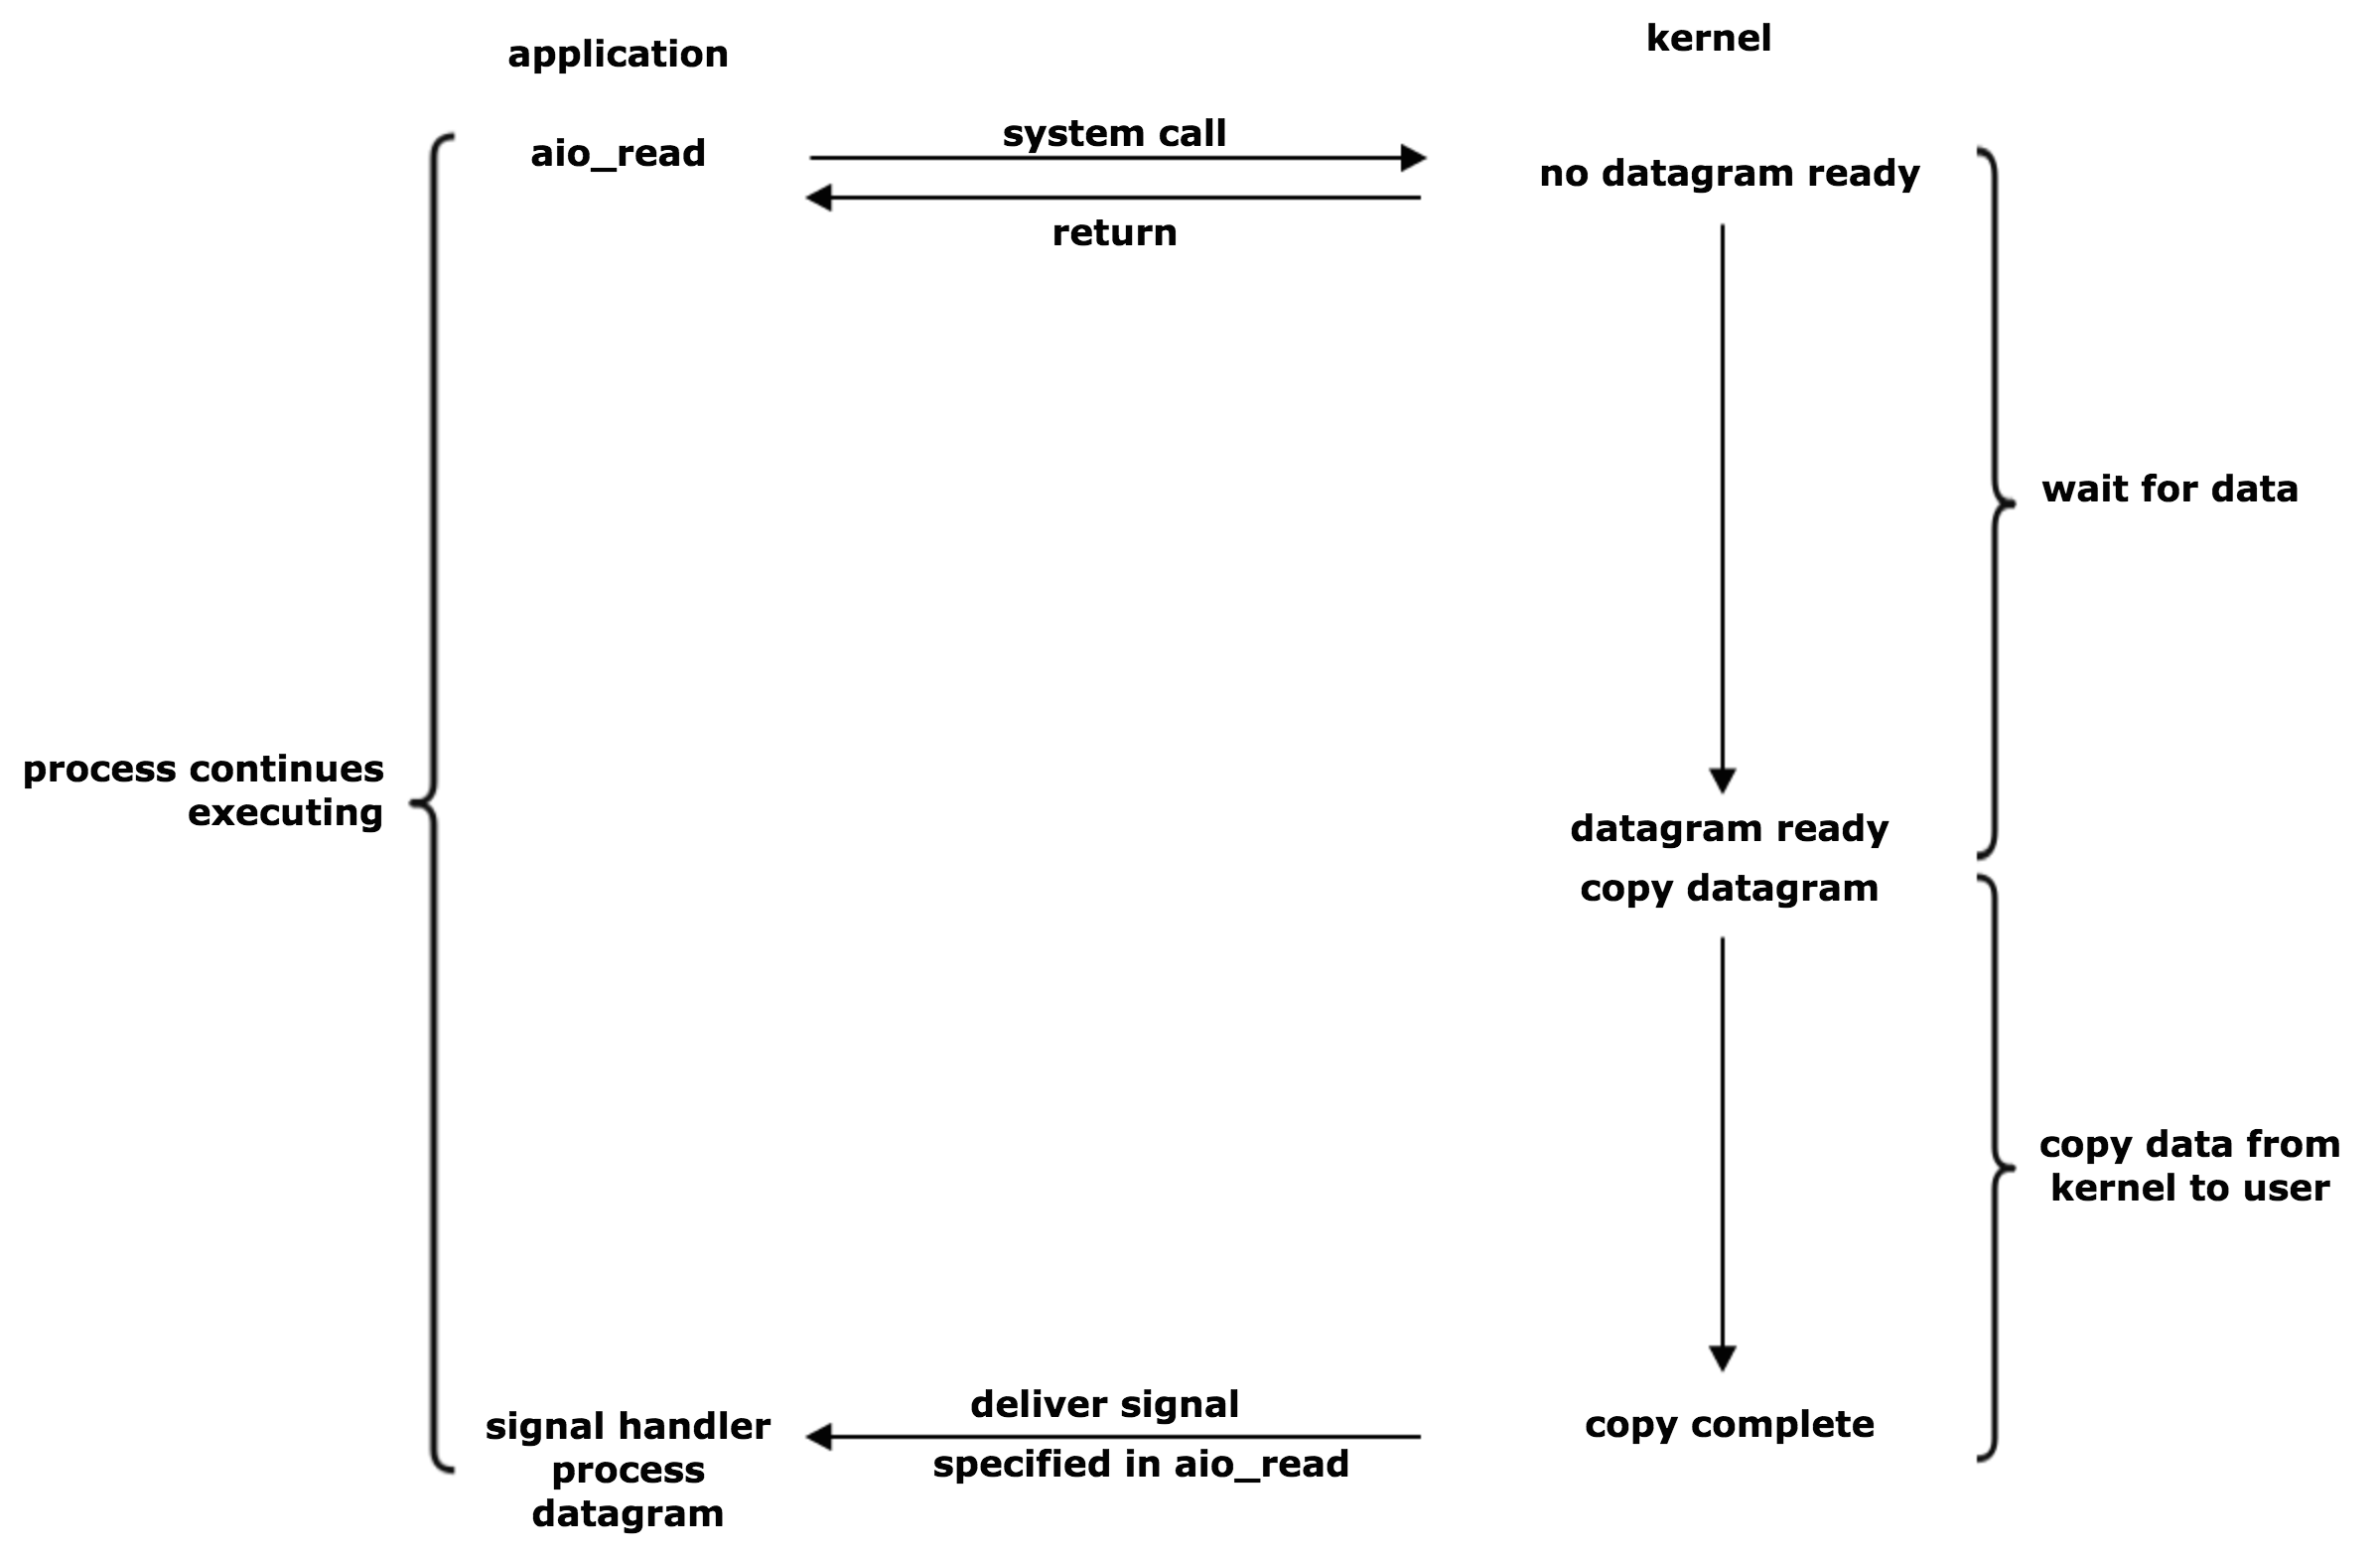 application
kernel
aio_read
system call
no datagram ready
return
wait for data
process continues
executing
datagram ready
copy datagram
copy data from
kernel to user
deliver signal
specified in aio_read
copy complete
signal handler
process
datagram